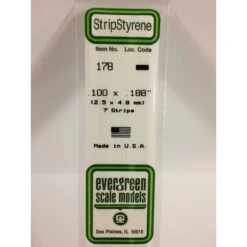 StripStyrene
Item No. Loc. Code
178
.100 x .188"
(2.5 x 4.8 mm)
7 Strips
Made in U.S.A.
evergreen
scale models
Des Plaines, IL 60018